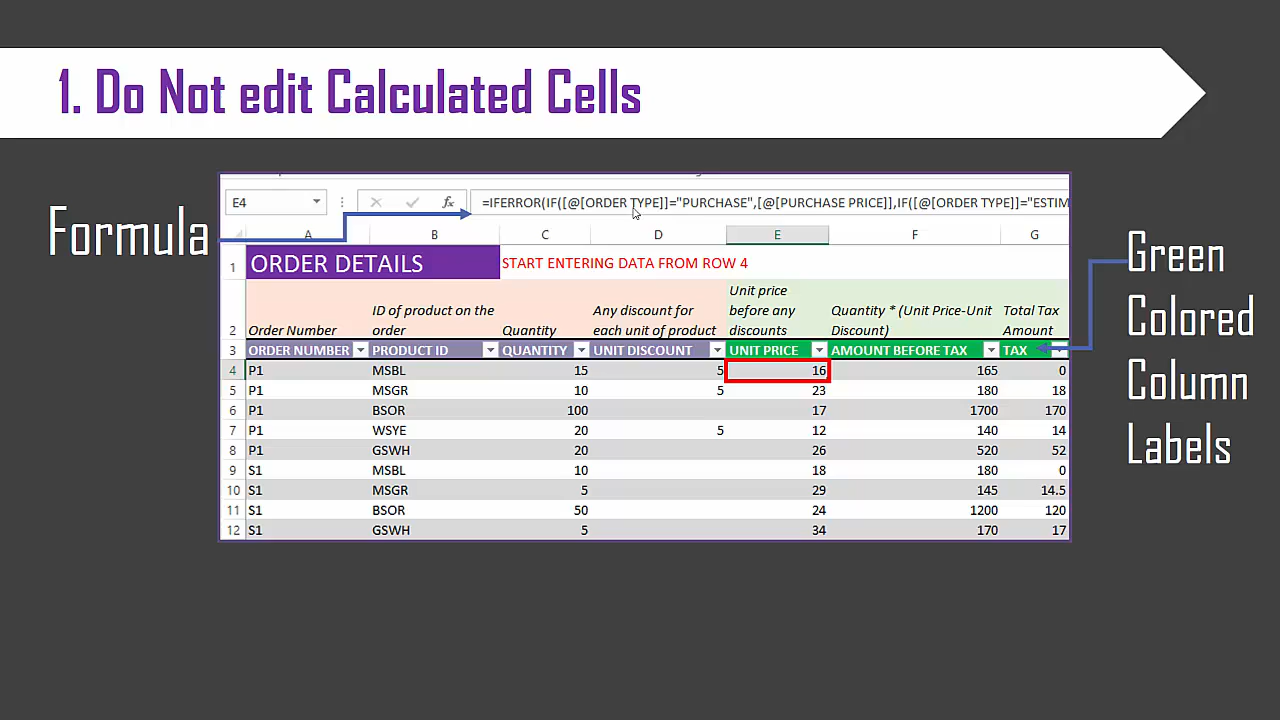 1. Do Not edit Calculated Cells
Formula
E4 fx =IFERROR(IF([@[ORDER TYPE]]="PURCHASE",[@[PURCHASE PRICE]],IF([@[ORDER TYPE]]="ESTIM
A B C D E F G
1 ORDER DETAILS START ENTERING DATA FROM ROW 4
Unit price
ID of product on the Any discount for before any Quantity * (Unit Price-Unit Total Tax
2 Order Number order Quantity each unit of product discounts Discount) Amount
3 ORDER NUMBER PRODUCT ID QUANTITY UNIT DISCOUNT UNIT PRICE AMOUNT BEFORE TAX TAX
4 P1 MSBL 15 5 16 165 0
5 P1 MSGR 10 5 23 180 18
6 P1 BSOR 100 17 1700 170
7 P1 WSYE 20 5 12 140 14
8 P1 GSWH 20 26 520 52
9 S1 MSBL 10 18 180 0
10 S1 MSGR 5 29 145 14.5
11 S1 BSOR 50 24 1200 120
12 S1 GSWH 5 34 170 17
Green
Colored
Column
Labels